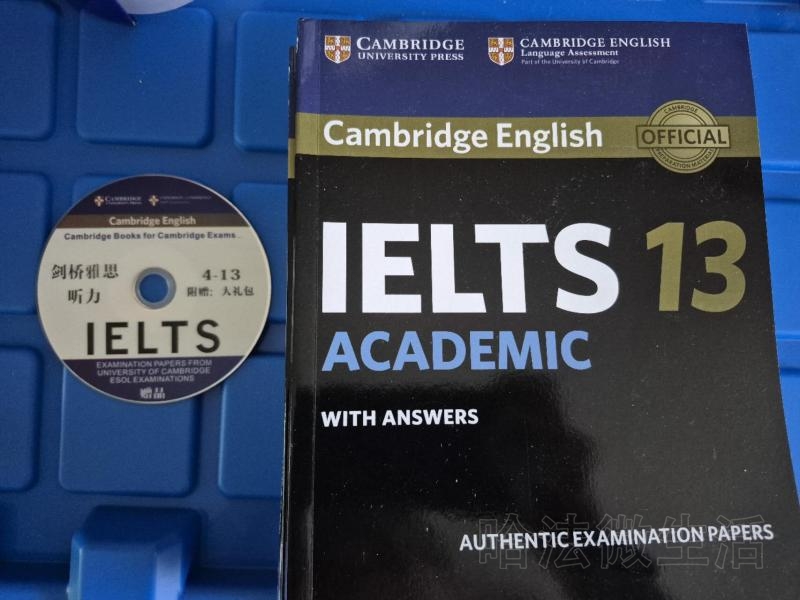 CAMBRIDGE
UNIVERSITY PRESS
CAMBRIDGE ENGLISH
Language Assessment
Part of the University of Cambridge
Cambridge English
CAMBRIDGE
OFFICIAL
PREPARATION MATERIAL
IELTS 13
ACADEMIC
WITH ANSWERS
AUTHENTIC EXAMINATION PAPERS
哈法微生活
Cambridge English
Cambridge Books for Cambridge Exams ...
剑桥雅思 4-13
听力 附赠：大礼包
IELTS
EXAMINATION PAPERS FROM
UNIVERSITY OF CAMBRIDGE
ESOL EXAMINATIONS